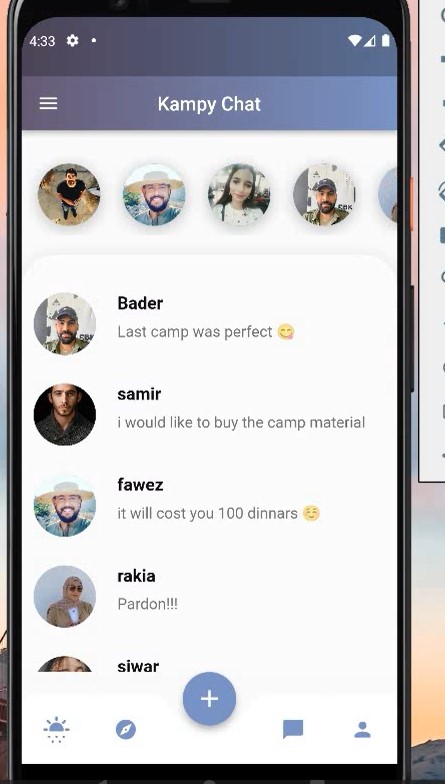 4:33
Kampy Chat
Bader
Last camp was perfect 😋
samir
i would like to buy the camp material
fawez
it will cost you 100 dinnars ☺️
rakia
Pardon!!!
siwar